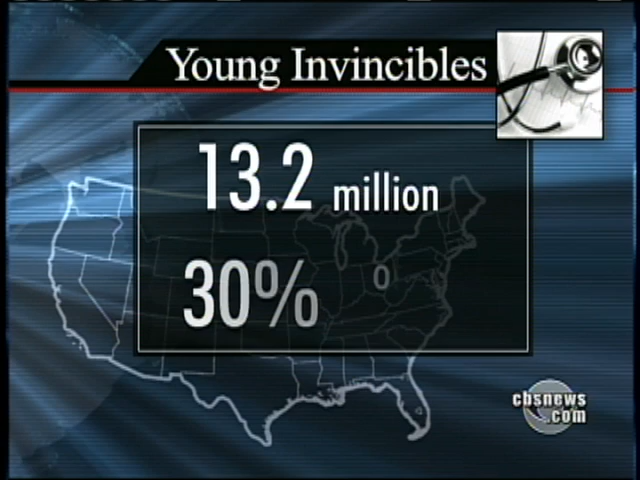 Young Invincibles
13.2 million
30% o
cbsnews
.com